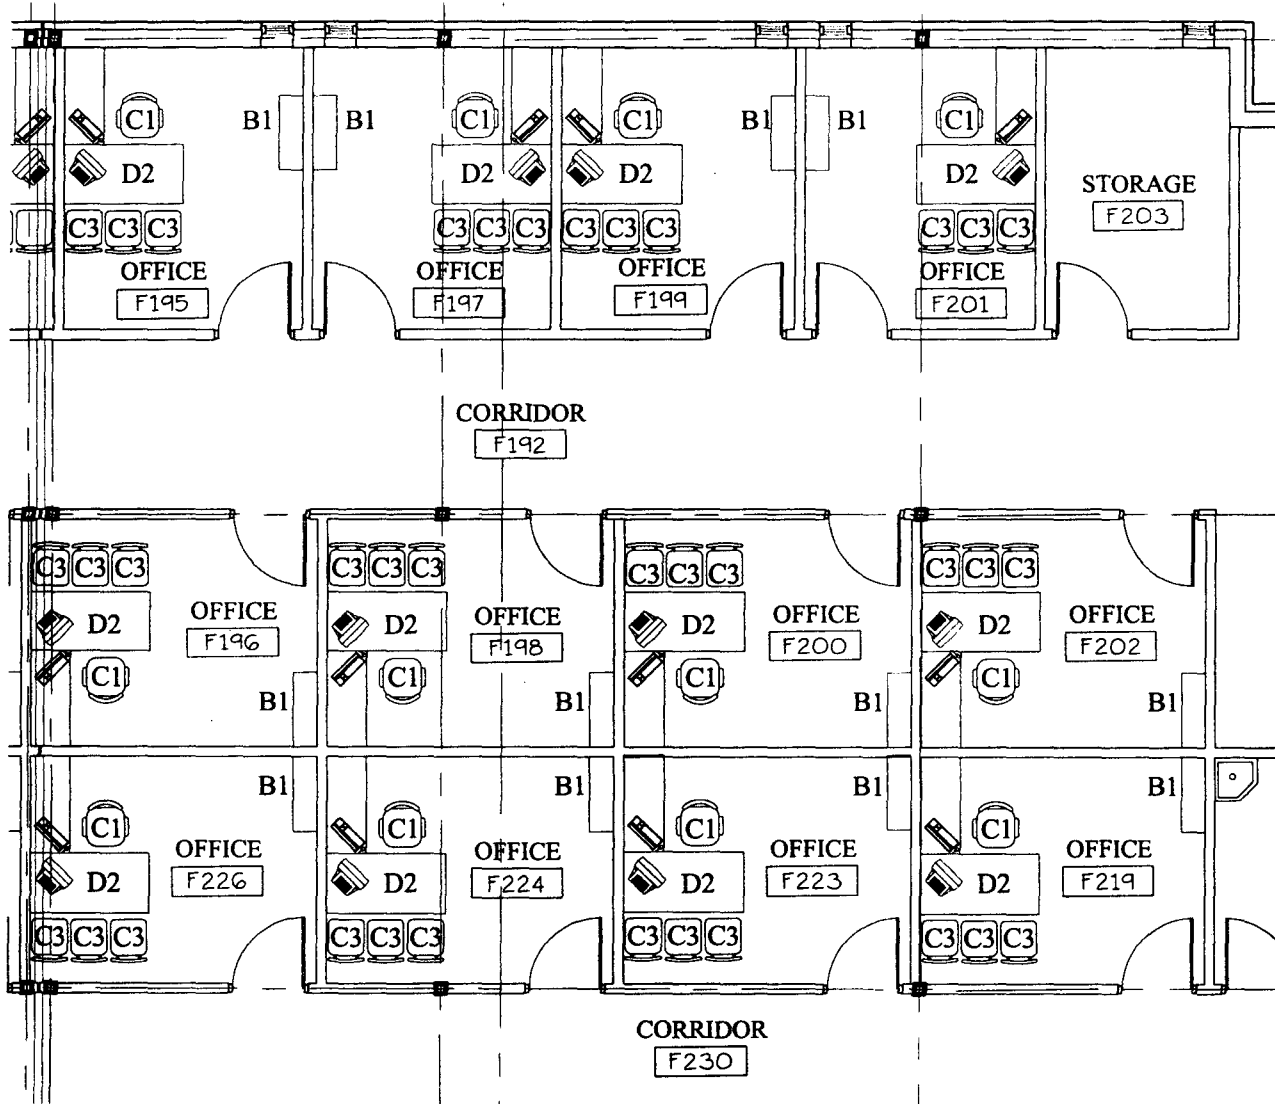 C1 C1 C1 C1
B1 B1 B1 B1
D2 D2 D2 D2
STORAGE
F203
C3 C3 C3 C3 C3 C3 C3 C3 C3 C3 C3 C3
OFFICE OFFICE OFFICE OFFICE
F195 F197 F199 F201
CORRIDOR
F192
C3 C3 C3 C3 C3 C3 C3 C3 C3 C3 C3 C3
OFFICE OFFICE OFFICE OFFICE
D2 D2 D2 D2
F196 F198 F200 F202
C1 C1 C1 C1
B1 B1 B1 B1
B1 B1 B1 B1
C1 C1 C1 C1
OFFICE OFFICE OFFICE OFFICE
D2 D2 D2 D2
F226 F224 F223 F219
C3 C3 C3 C3 C3 C3 C3 C3 C3 C3 C3 C3
CORRIDOR
F230